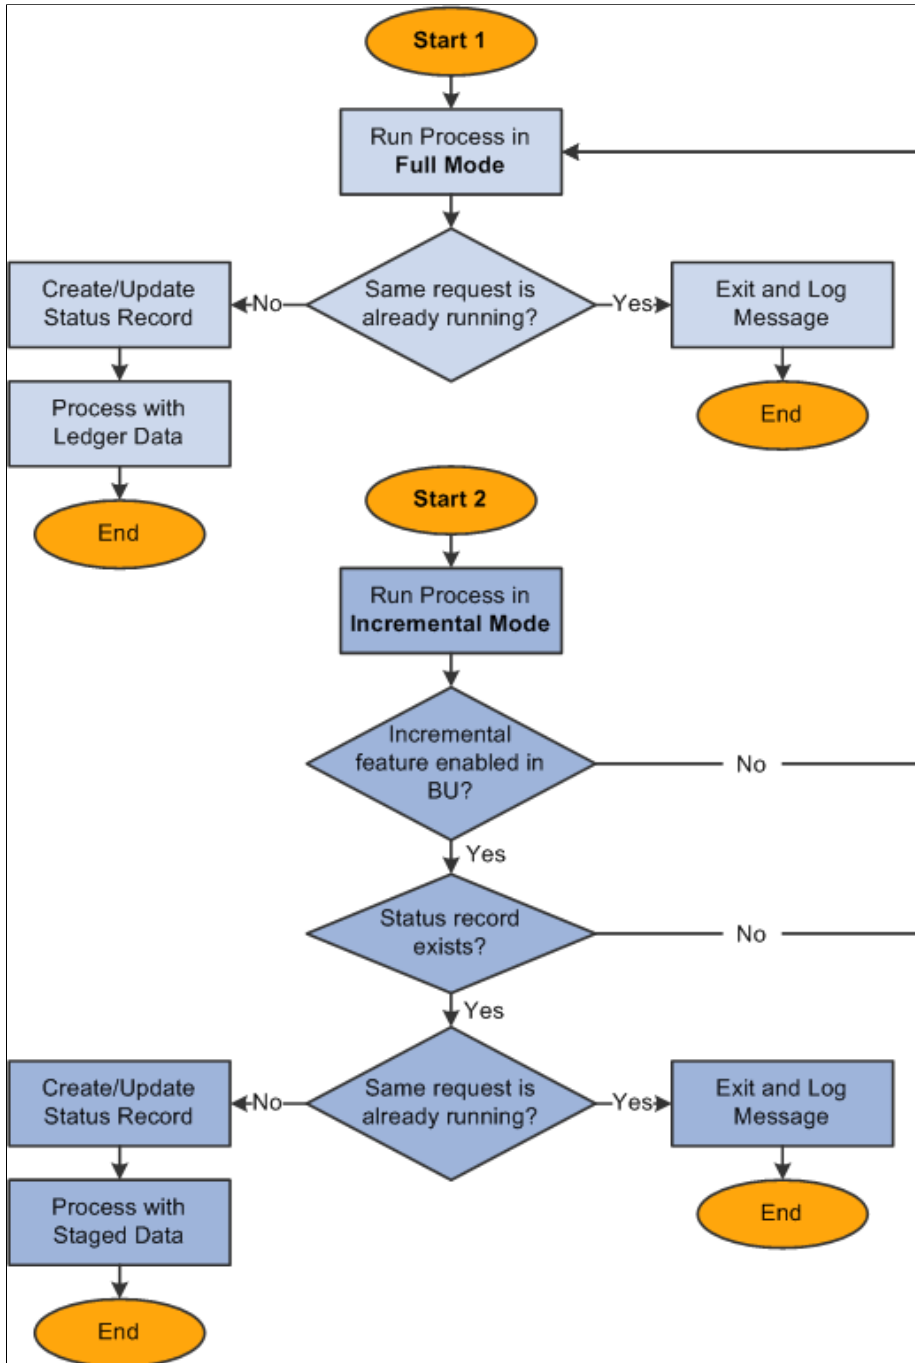 Start 1
Run Process in
Full Mode
Same request is
already running?
No
Yes
Create/Update
Status Record
Exit and Log
Message
Process with
Ledger Data
End
End
Start 2
Run Process in
Incremental Mode
Incremental
feature enabled in
BU?
No
Yes
Status record
exists?
No
Yes
Same request is
already running?
No
Yes
Create/Update
Status Record
Exit and Log
Message
Process with
Staged Data
End
End